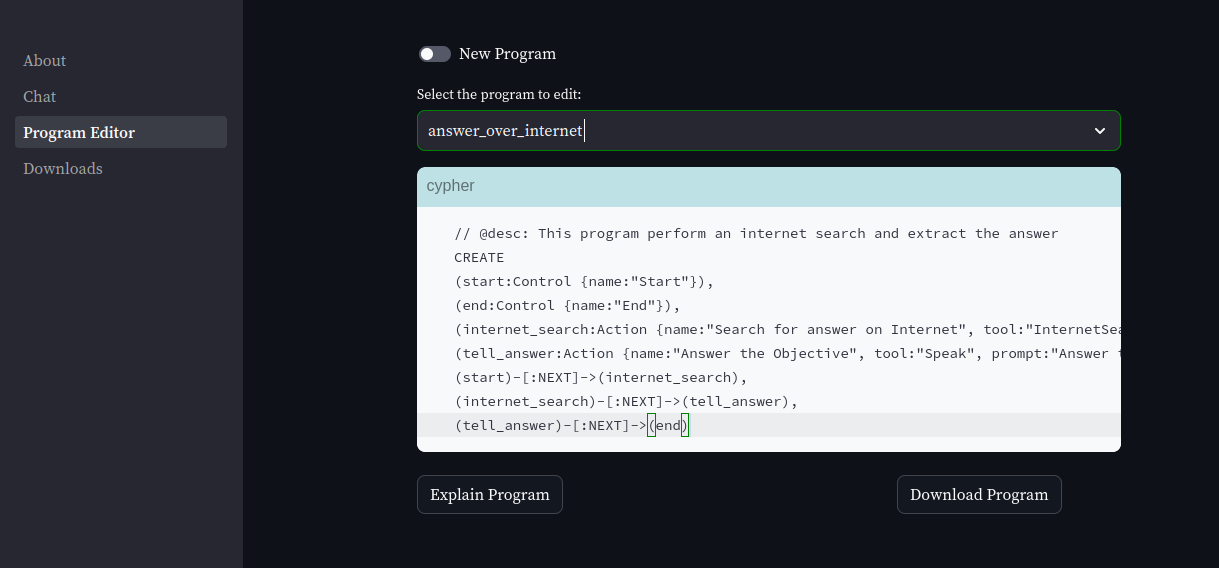 About
Chat
Program Editor
Downloads
New Program
Select the program to edit:
answer_over_internet
cypher
// @desc: This program perform an internet search and extract the answer
CREATE
(start:Control {name:"Start"}),
(end:Control {name:"End"}),
(internet_search:Action {name:"Search for answer on Internet", tool:"InternetSea
(tell_answer:Action {name:"Answer the Objective", tool:"Speak", prompt:"Answer
(start)-[:NEXT]->(internet_search),
(internet_search)-[:NEXT]->(tell_answer),
(tell_answer)-[:NEXT]->(end)
Explain Program
Download Program